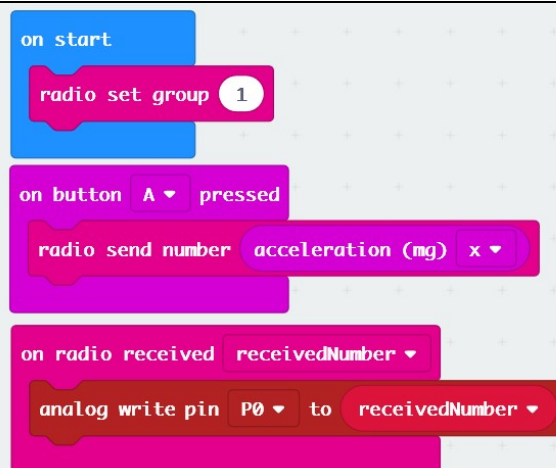 on start
radio set group 1
on button A pressed
radio send number acceleration (mg) x
on radio received receivedNumber
analog write pin P0 to receivedNumber